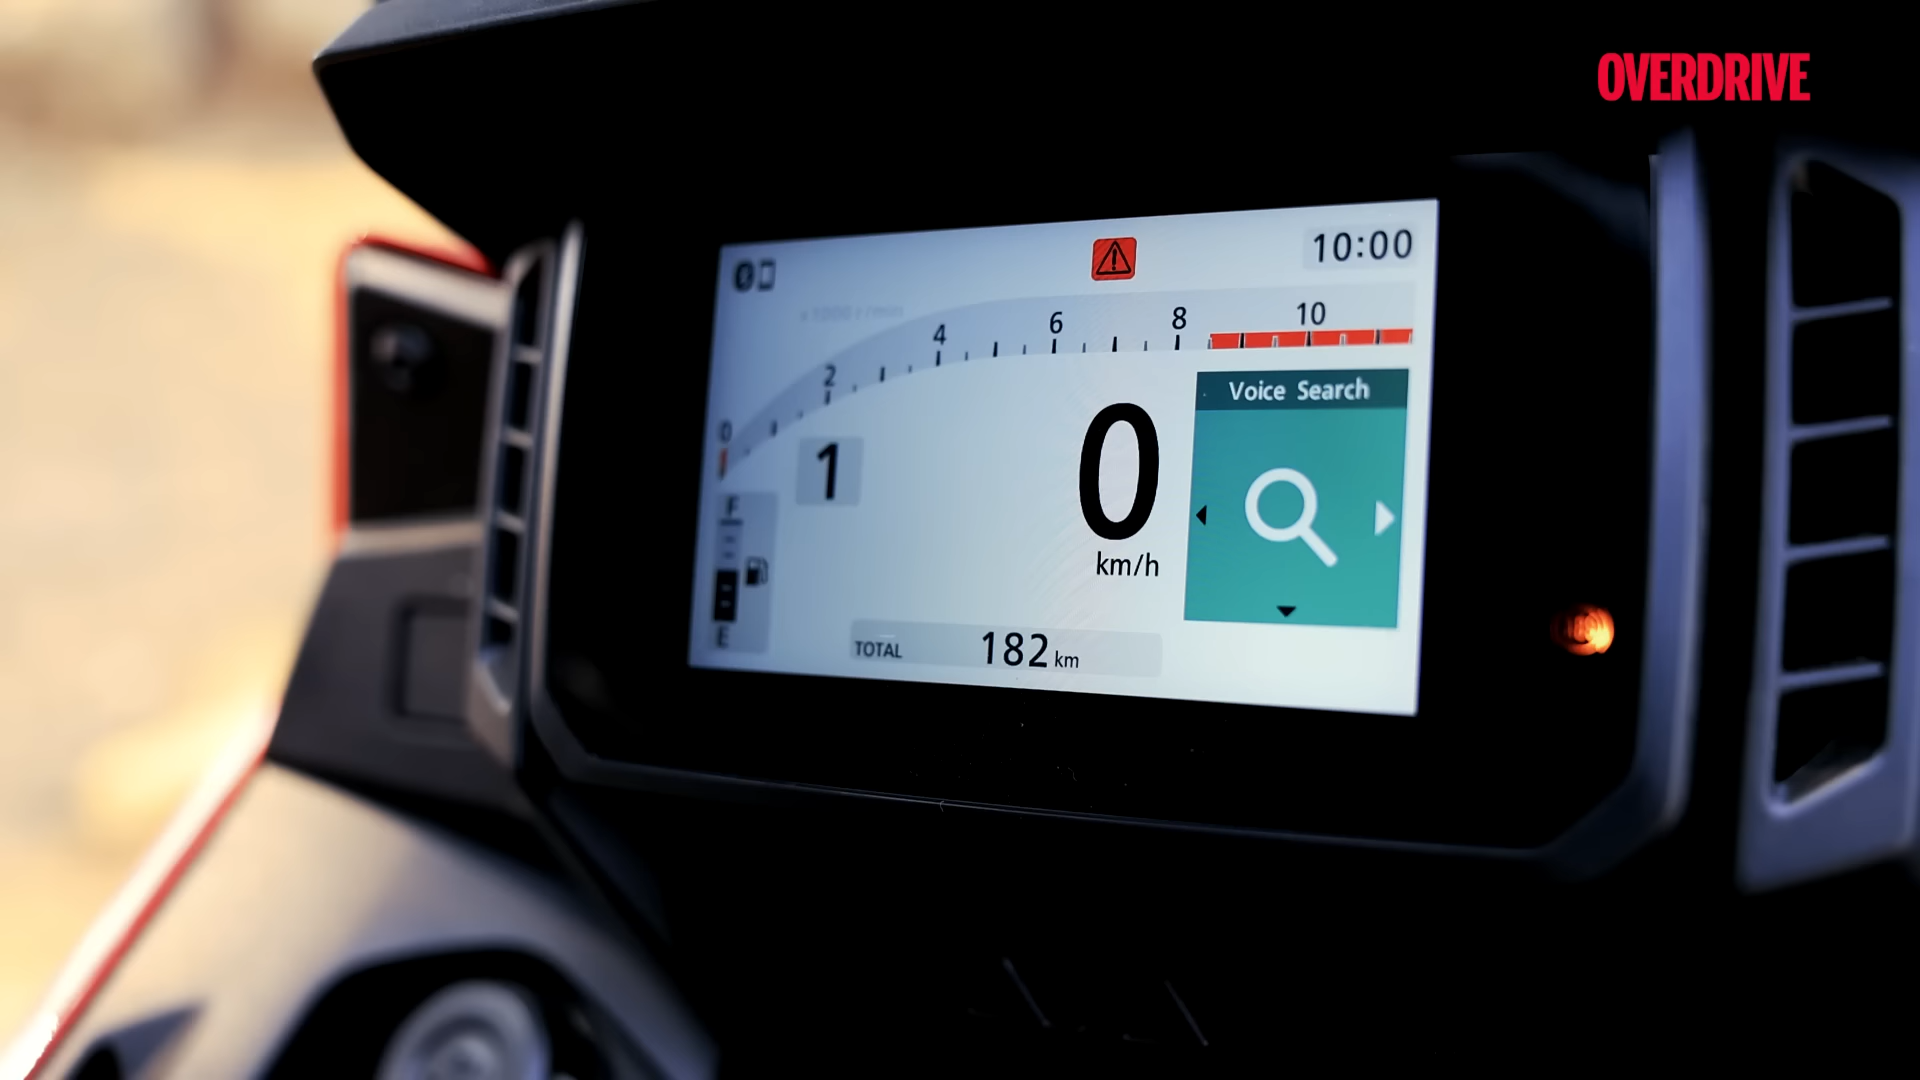 OVERDRIVE
10:00
0 2 4 6 8 10
Voice Search
1
0
km/h
F
E
TOTAL 182 km